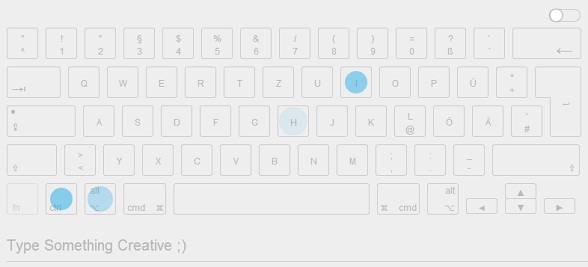 ° ! " § $ % & / ( ) = ? `
^ 1 2 3 4 5 6 7 8 9 0 ß ´
Q W E R T Z U I O P Ü * +
A S D F G H J K L @ Ö Ä ' #
> < Y X C V B N M ; , : . _ -
fn ctrl alt cmd cmd alt
Type Something Creative ;)